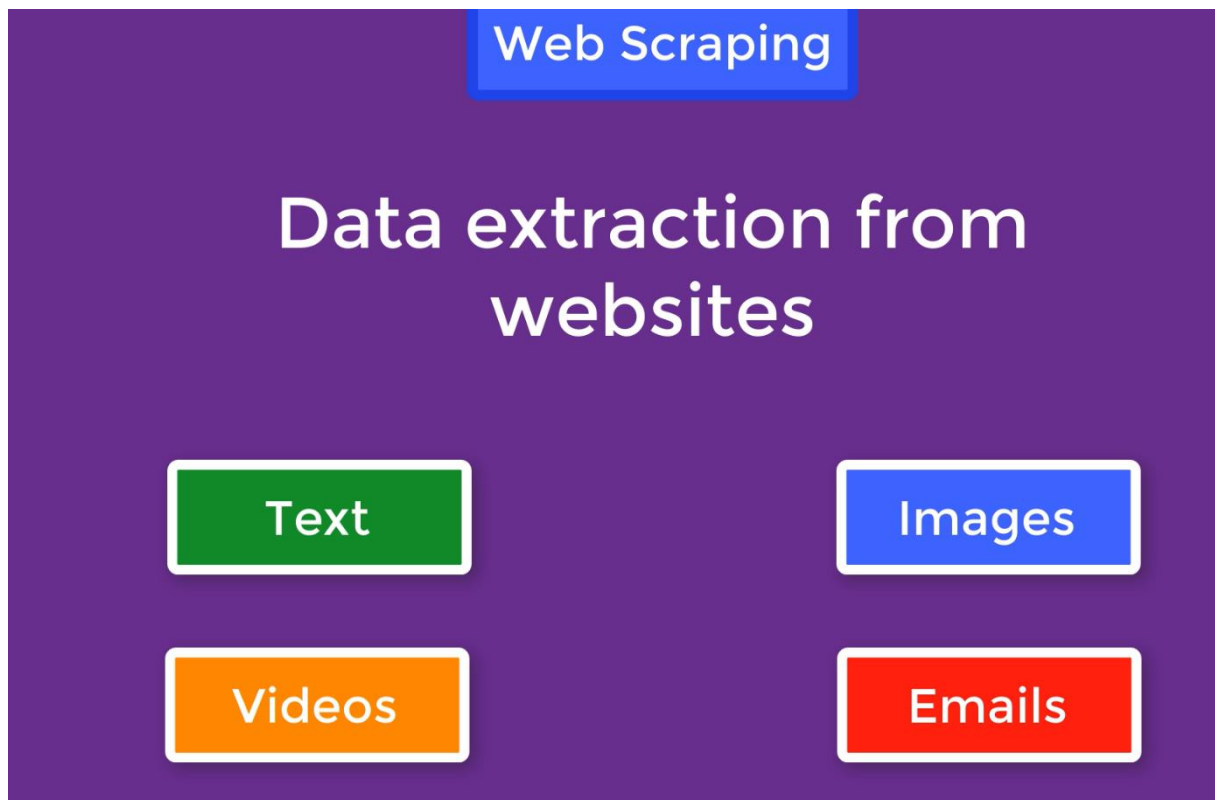 Web Scraping
Data extraction from
websites
Text
Images
Videos
Emails